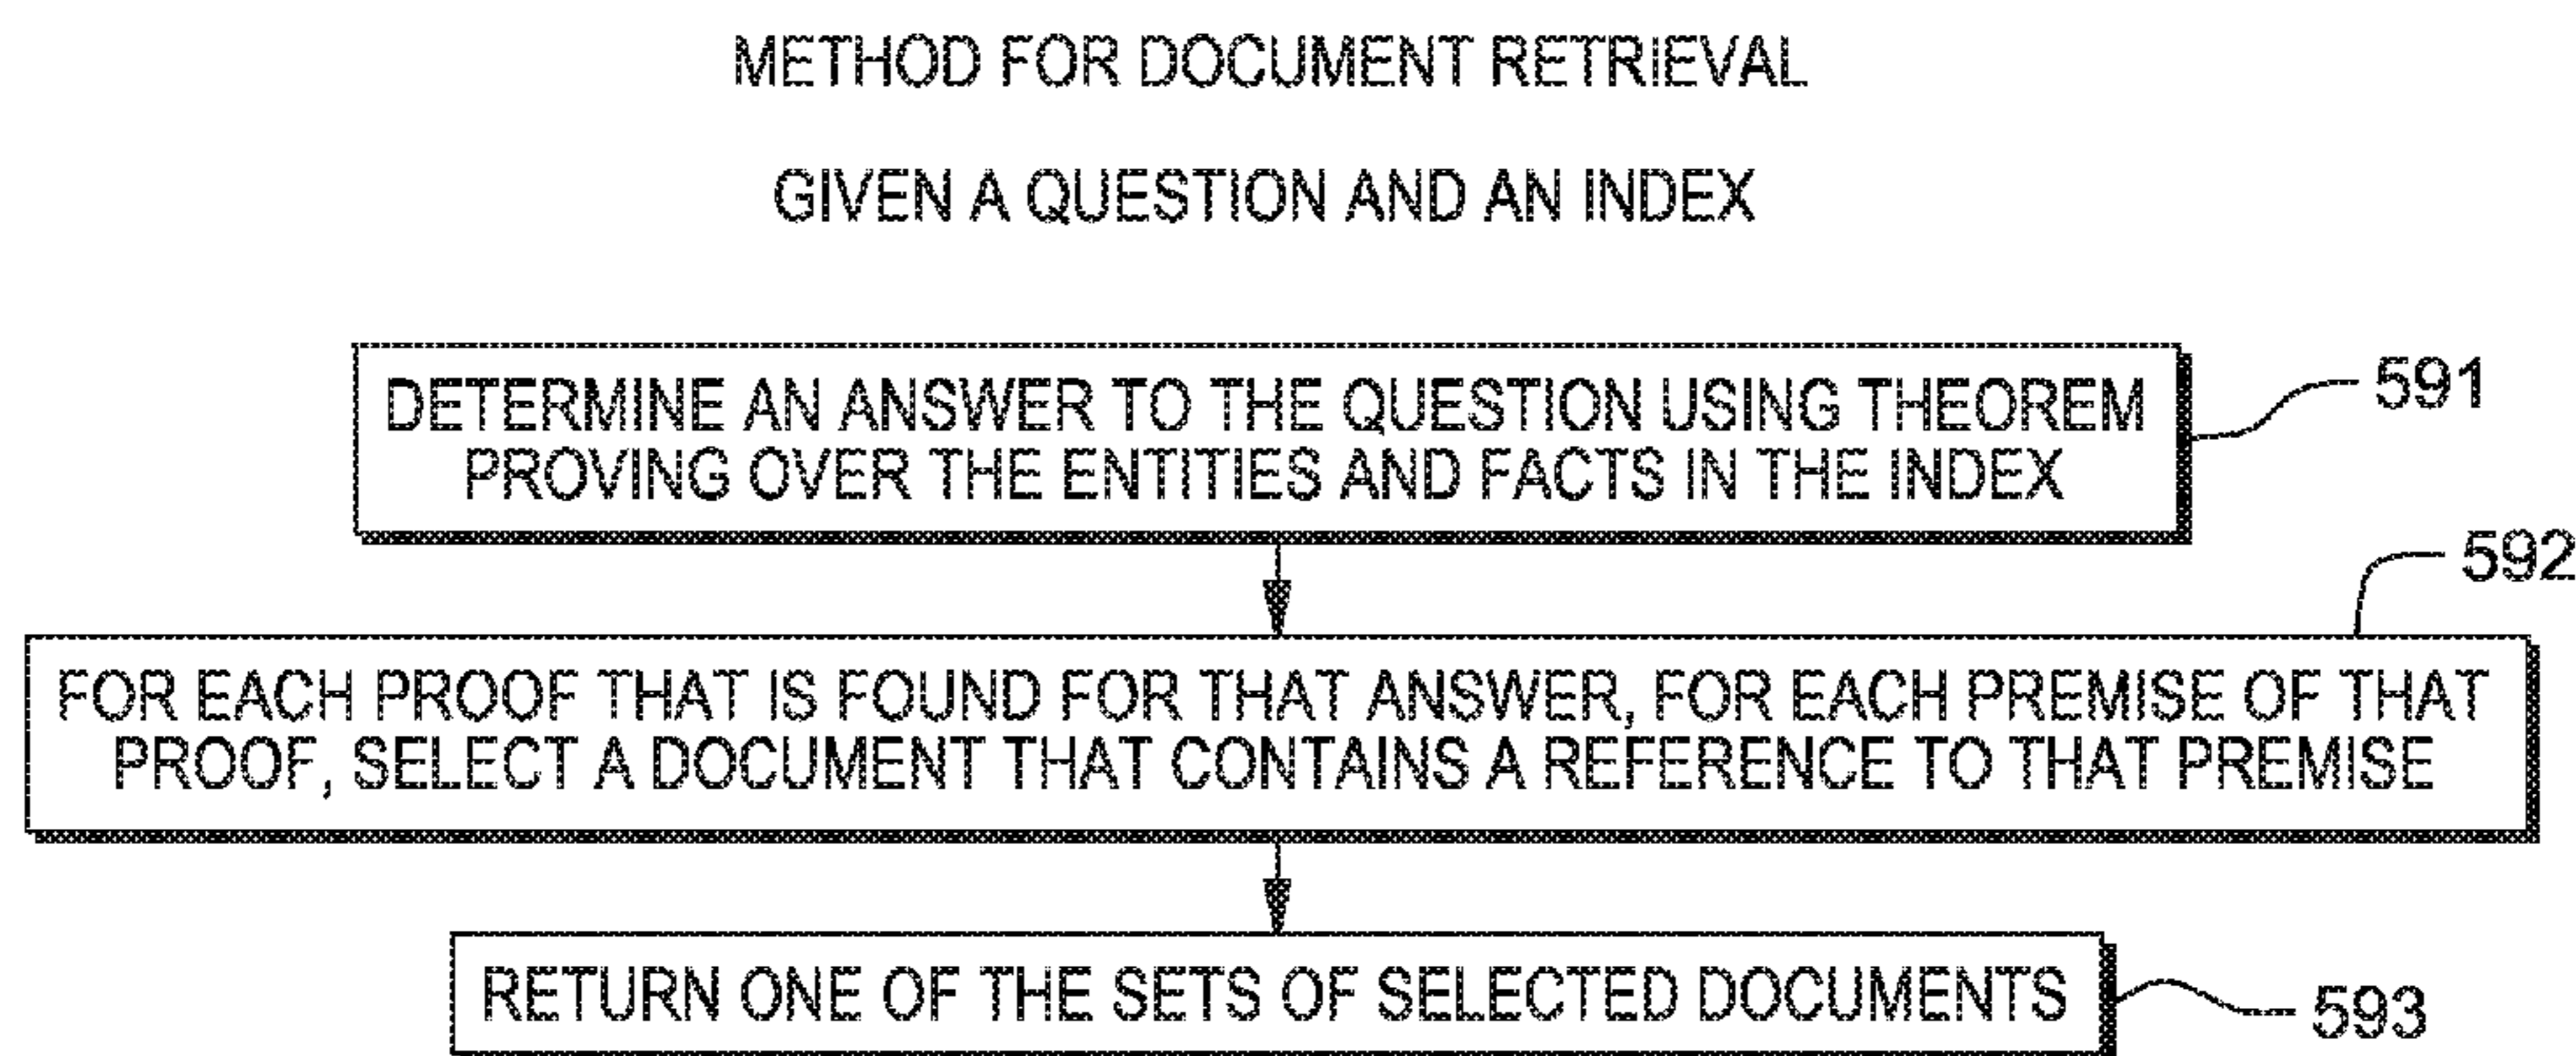 METHOD FOR DOCUMENT RETRIEVAL
GIVEN A QUESTION AND AN INDEX
DETERMINE AN ANSWER TO THE QUESTION USING THEOREM
PROVING OVER THE ENTITIES AND FACTS IN THE INDEX
591
592
FOR EACH PROOF THAT IS FOUND FOR THAT ANSWER, FOR EACH PREMISE OF THAT
PROOF, SELECT A DOCUMENT THAT CONTAINS A REFERENCE TO THAT PREMISE
RETURN ONE OF THE SETS OF SELECTED DOCUMENTS
593